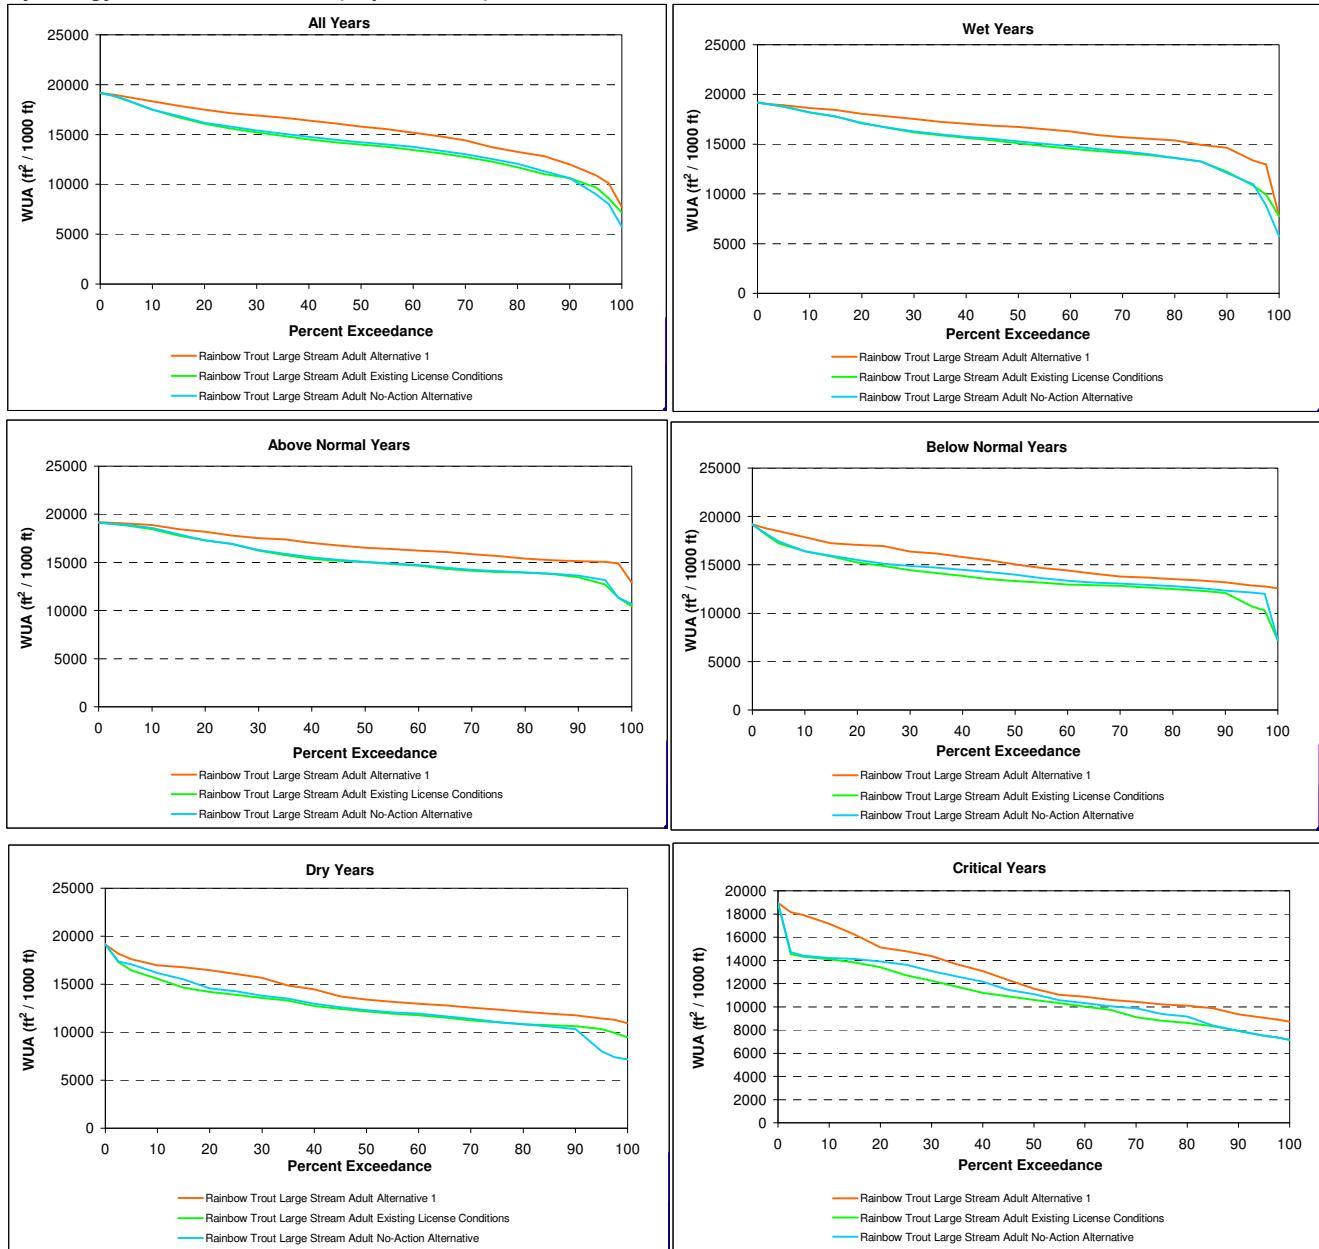 All Years
25000
20000
15000
10000
5000
0
WUA (ft² / 1000 ft)
0 10 20 30 40 50 60 70 80 90 100
Percent Exceedance
Rainbow Trout Large Stream Adult Alternative 1
Rainbow Trout Large Stream Adult Existing License Conditions
Rainbow Trout Large Stream Adult No-Action Alternative
Wet Years
25000
20000
15000
10000
5000
0
WUA (ft² / 1000 ft)
0 10 20 30 40 50 60 70 80 90 100
Percent Exceedance
Rainbow Trout Large Stream Adult Alternative 1
Rainbow Trout Large Stream Adult Existing License Conditions
Rainbow Trout Large Stream Adult No-Action Alternative
Above Normal Years
25000
20000
15000
10000
5000
0
WUA (ft² / 1000 ft)
0 10 20 30 40 50 60 70 80 90 100
Percent Exceedance
Rainbow Trout Large Stream Adult Alternative 1
Rainbow Trout Large Stream Adult Existing License Conditions
Rainbow Trout Large Stream Adult No-Action Alternative
Below Normal Years
25000
20000
15000
10000
5000
0
WUA (ft² / 1000 ft)
0 10 20 30 40 50 60 70 80 90 100
Percent Exceedance
Rainbow Trout Large Stream Adult Alternative 1
Rainbow Trout Large Stream Adult Existing License Conditions
Rainbow Trout Large Stream Adult No-Action Alternative
Dry Years
25000
20000
15000
10000
5000
0
WUA (ft² / 1000 ft)
0 10 20 30 40 50 60 70 80 90 100
Percent Exceedance
Rainbow Trout Large Stream Adult Alternative 1
Rainbow Trout Large Stream Adult Existing License Conditions
Rainbow Trout Large Stream Adult No-Action Alternative
Critical Years
20000
18000
16000
14000
12000
10000
8000
6000
4000
2000
0
WUA (ft² / 1000 ft)
0 10 20 30 40 50 60 70 80 90 100
Percent Exceedance
Rainbow Trout Large Stream Adult Alternative 1
Rainbow Trout Large Stream Adult Existing License Conditions
Rainbow Trout Large Stream Adult No-Action Alternative